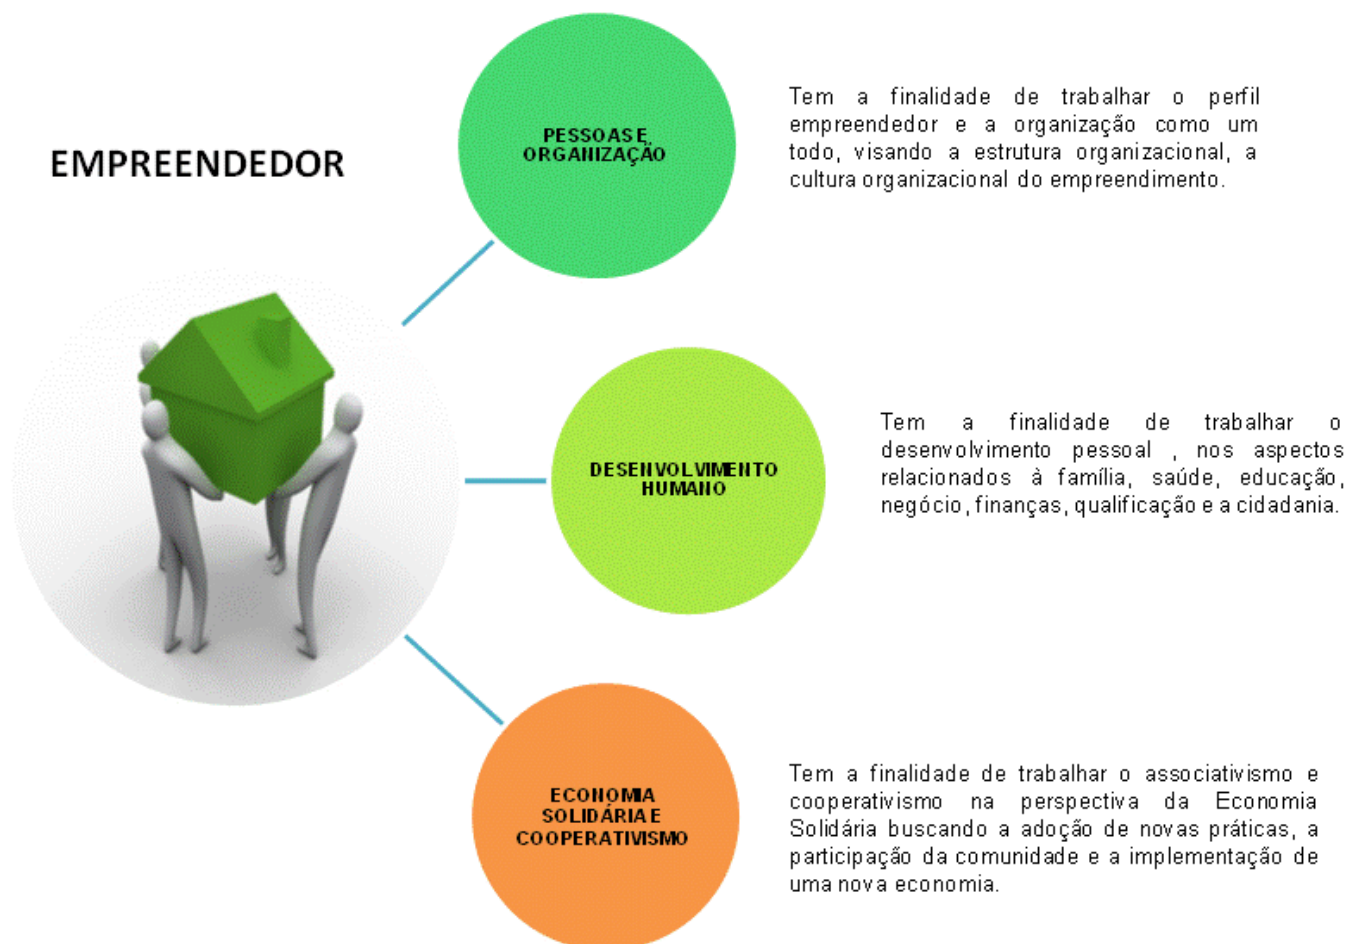 EMPREENDEDOR
PESSOAS E
ORGANIZAÇÃO
Tem a finalidade de trabalhar o perfil
empreendedor e a organização como um
todo, visando a estrutura organizacional, a
cultura organizacional do empreendimento.
DESENVOLVIMENTO
HUMANO
Tem a finalidade de trabalhar o
desenvolvimento pessoal , nos aspectos
relacionados à família, saúde, educação,
negócio, finanças, qualificação e a cidadania.
ECONOMIA
SOLIDÁRIA E
COOPERATIVISMO
Tem a finalidade de trabalhar o associativismo e
cooperativismo na perspectiva da Economia
Solidária buscando a adoção de novas práticas, a
participação da comunidade e a implementação de
uma nova economia.